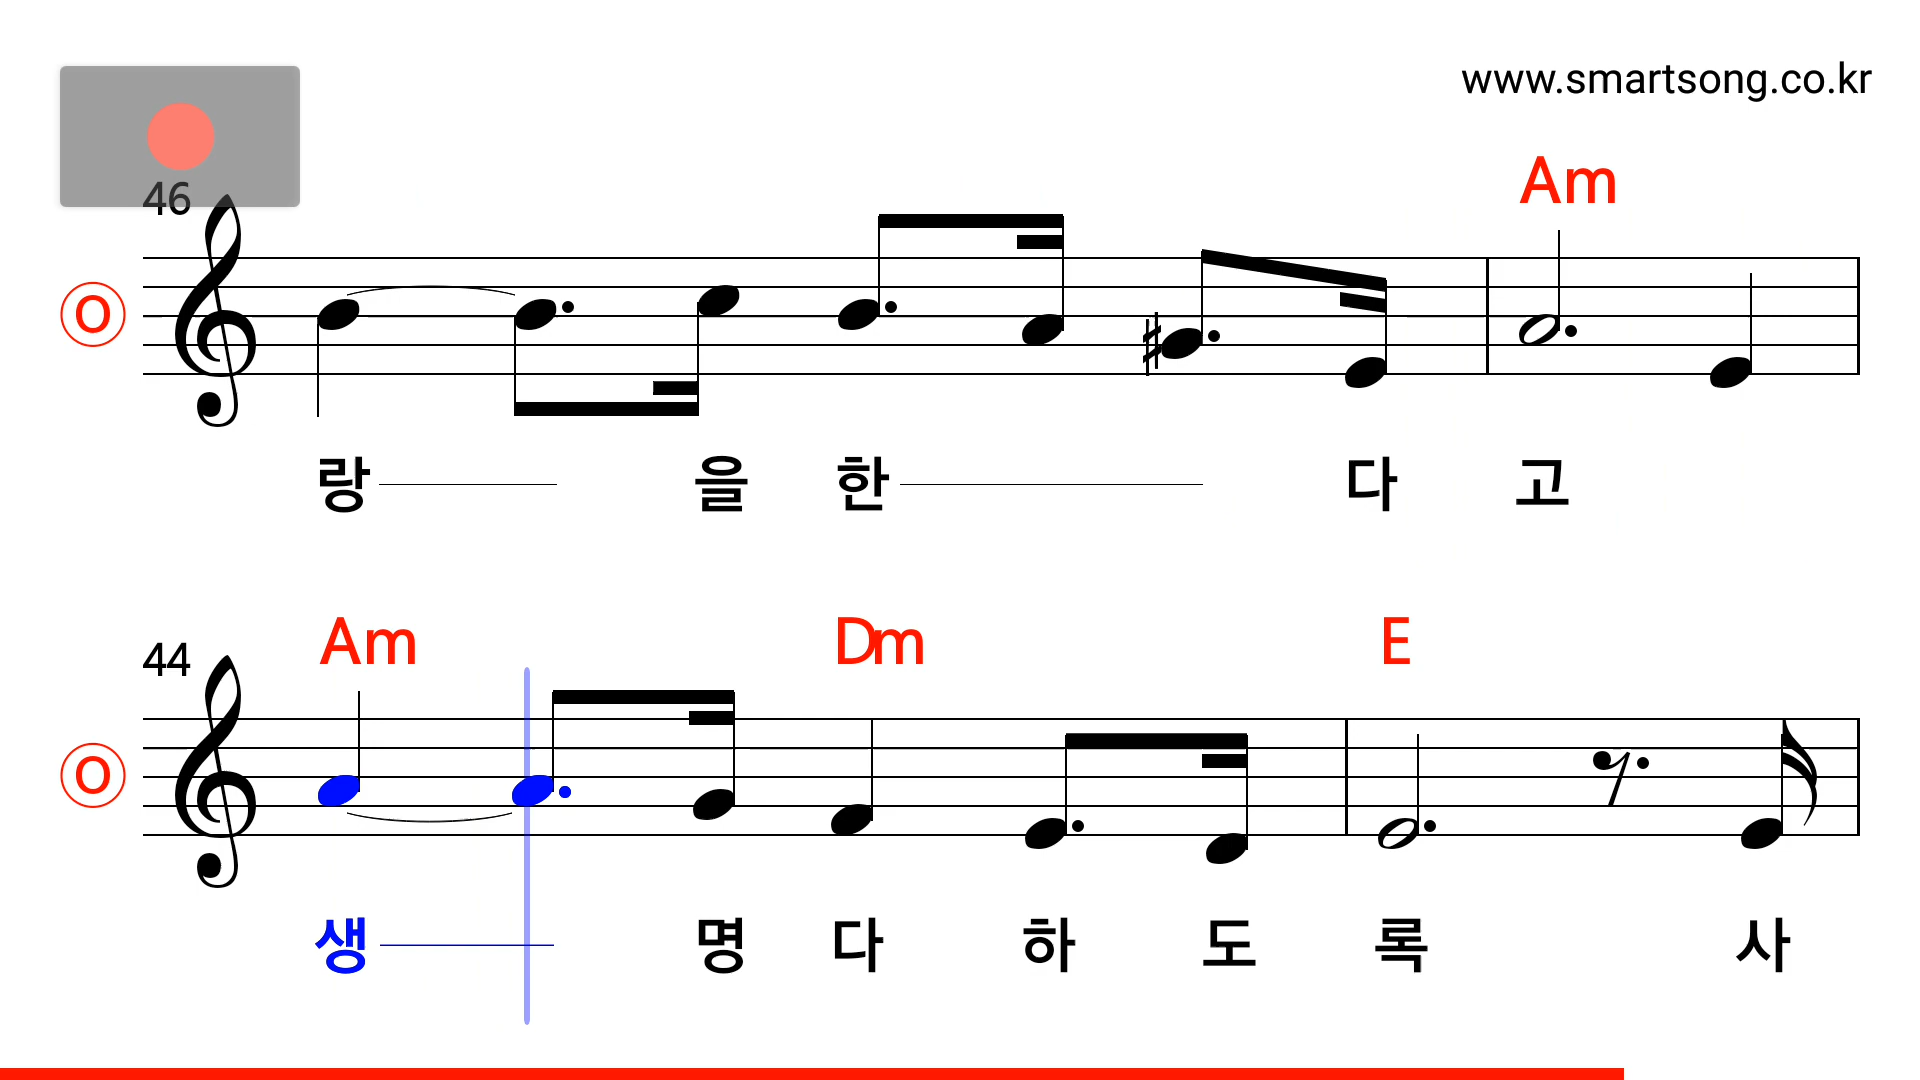 www.smartsong.co.kr
46
Am
O
랑 을 한 다 고
44
Am Dm E
O
생 명 다 하 도 록 사